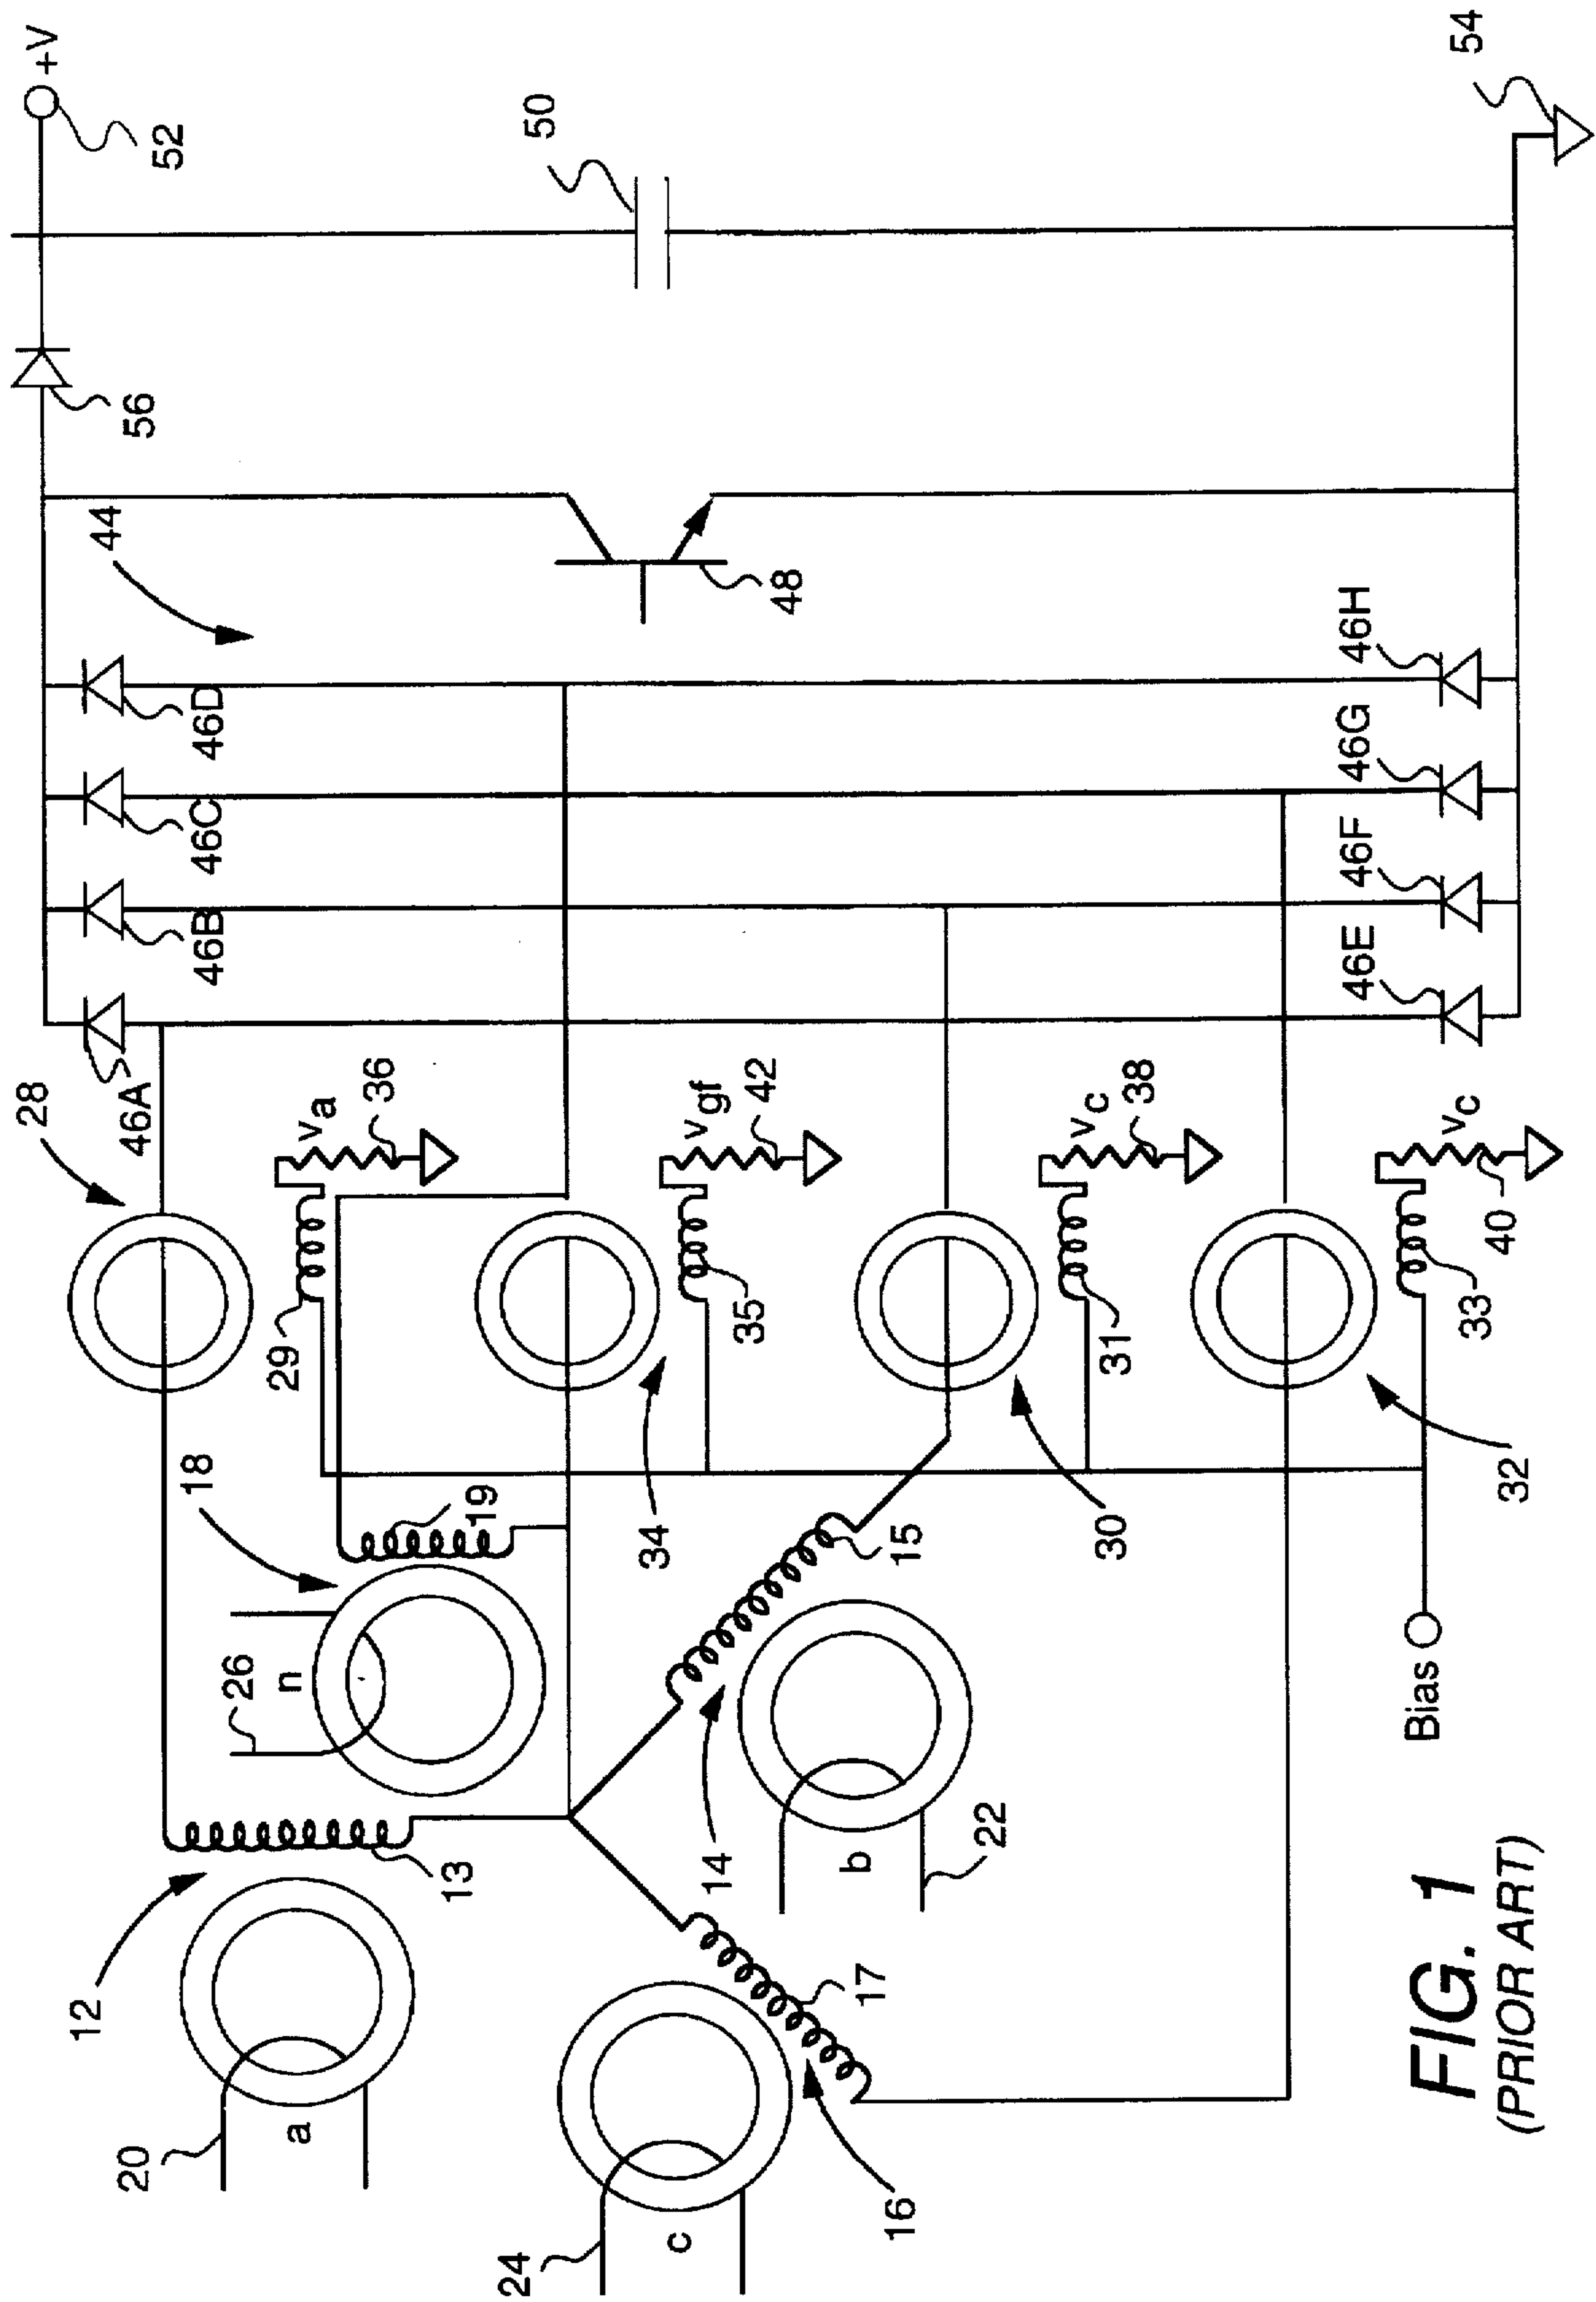 28
+V
12
44
20
46A
56
52
18
46B
46C
46D
26
a
n
29
va
36
13
19
24
50
34
c
14
vgf
35
42
48
b
17
16
15
22
vc
30
31
38
46E
46F
46G
46H
vc
Bias
FIG. 1
33
54
40
32
(PRIOR ART)